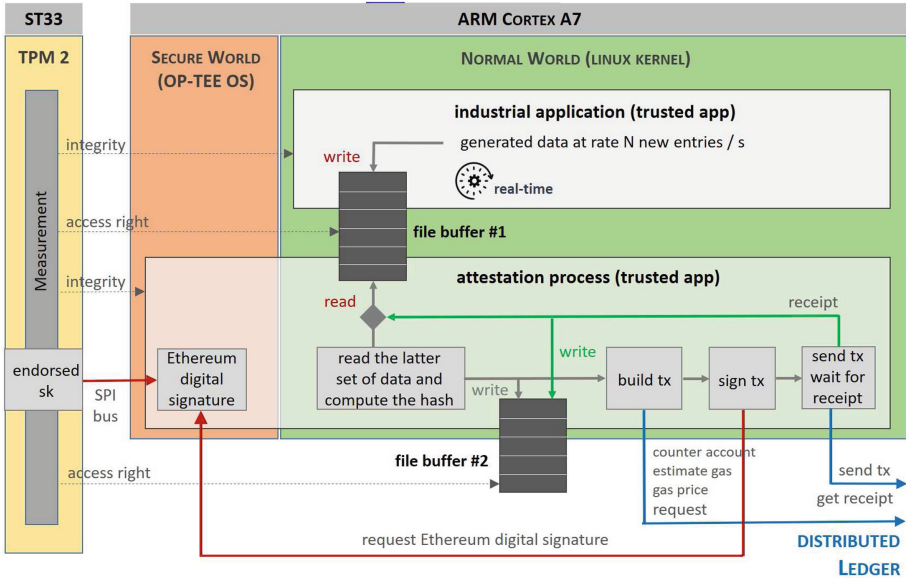 ST33
ARM CORTEX A7
TPM 2
SECURE WORLD
(OP-TEE OS)
NORMAL WORLD (LINUX KERNEL)
industrial application (trusted app)
generated data at rate N new entries / s
real-time
integrity
write
access right
file buffer #1
Measurement
attestation process (trusted app)
integrity
read
receipt
write
endorsed
sk
SPI
bus
Ethereum
digital
signature
read the latter
set of data and
compute the hash
write
build tx
sign tx
send tx
wait for
receipt
file buffer #2
access right
counter account
estimate gas
gas price
request
send tx
get receipt
request Ethereum digital signature
DISTRIBUTED
LEDGER